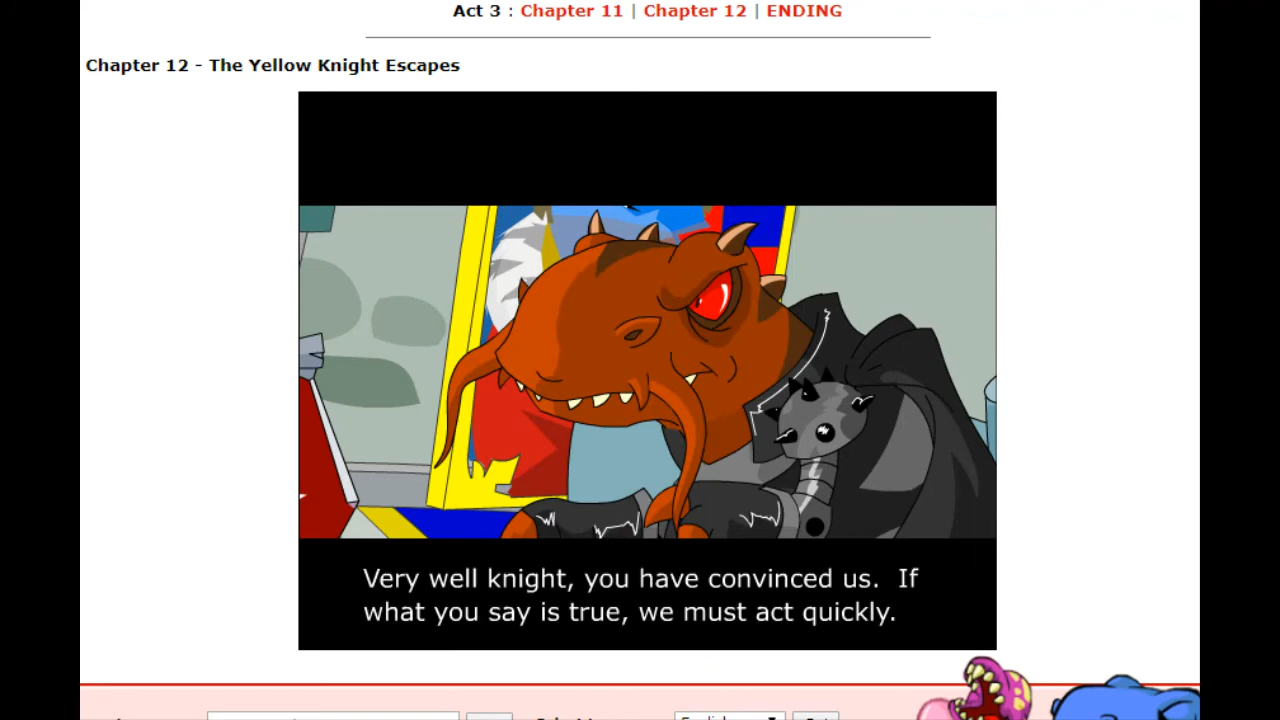 Act 3 : Chapter 11 | Chapter 12 | ENDING
Chapter 12 - The Yellow Knight Escapes
Very well knight, you have convinced us. If
what you say is true, we must act quickly.